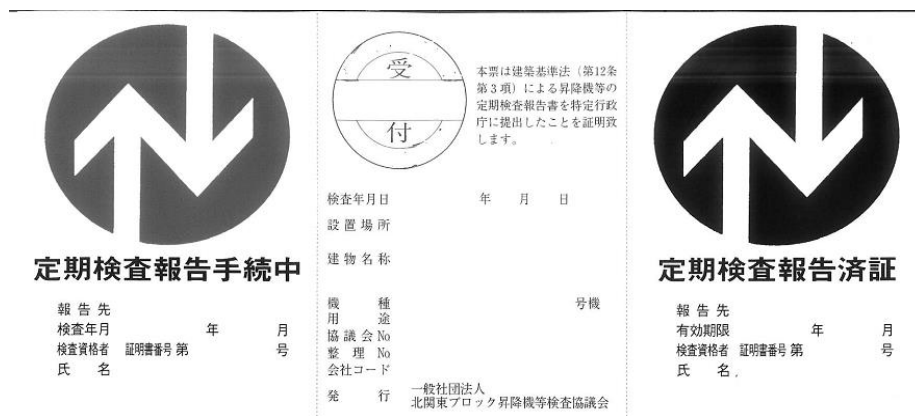 定期検査報告手続中
報告先
検査年月 年 月
検査資格者 証明書番号 第 号
氏 名
受
付
本票は建築基準法（第12条
第3項）による昇降機等の
定期検査報告書を特定行政
庁に提出したことを証明致
します。
検査年月日 年 月 日
設置場所
建物名称
機 種 号機
用 途
協議会No
整 理 No
会社コード
発 行 一般社団法人
北関東ブロック昇降機等検査協議会
定期検査報告済証
報告先
有効期限 年 月
検査資格者 証明書番号 第 号
氏 名